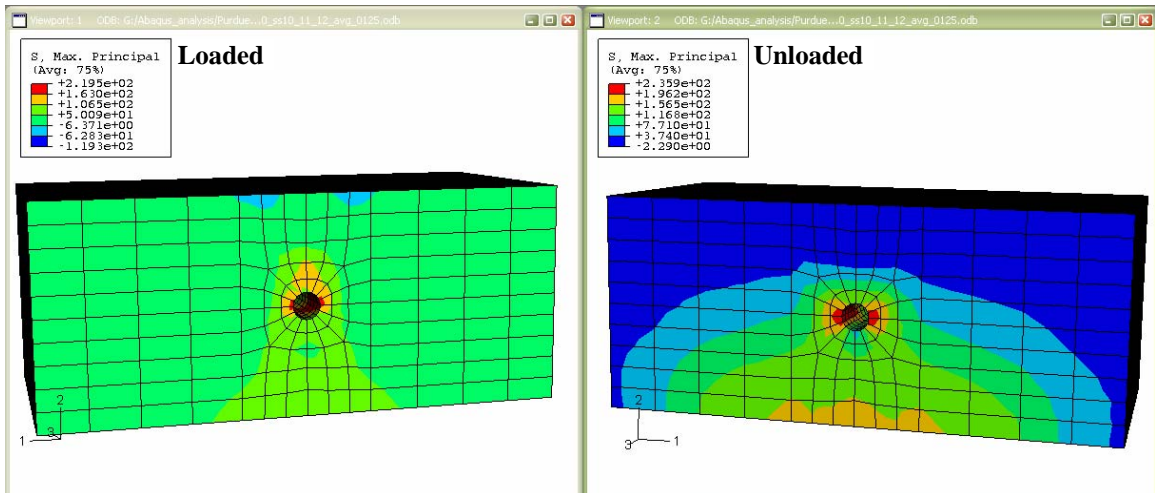 Viewport: 1 ODB: G:/Abaqus_analysis/Purdue...0_ss10_11_12_avg_0125.odb
Loaded
S, Max. Principal
(Avg: 75%)
+2.195e+02
+1.630e+02
+1.065e+02
+5.009e+01
-6.371e+00
-6.283e+01
-1.193e+02
2
3
1
Viewport: 2 ODB: G:/Abaqus_analysis/Purdue...0_ss10_11_12_avg_0125.odb
Unloaded
S, Max. Principal
(Avg: 75%)
+2.359e+02
+1.962e+02
+1.565e+02
+1.168e+02
+7.710e+01
+3.740e+01
-2.290e+00
2
3
1